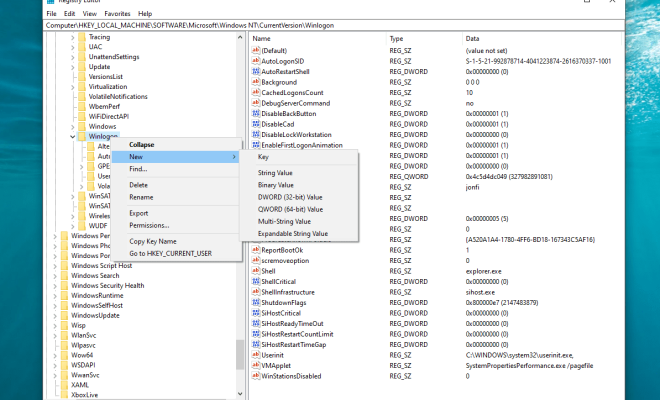 Registry Editor
File Edit View Favorites Help
Computer\HKEY_LOCAL_MACHINE\SOFTWARE\Microsoft\Windows NT\CurrentVersion\Winlogon
Tracing
UAC
UnattendSettings
Update
VersionsList
Virtualization
VolatileNotifications
WbemPerf
WiFiDirectAPI
Windows
Winlogon
Alte
Auto
GPE
User
Vola
WinSAT
WinSAT
Wireles
WUDF
Windows Pers
Windows Pho
Windows Port
Windows Script Host
Windows Search
Windows Security Health
WindowsRuntime
WindowsSelfHost
WindowsUpdate
Wisp
WlanSvc
Wlpasvc
Wow64
WSDAPI
WwanSvc
XAML
XboxLive
Collapse
New
Find...
Delete
Rename
Export
Permissions...
Copy Key Name
Go to HKEY_CURRENT_USER
Key
String Value
Binary Value
DWORD (32-bit) Value
QWORD (64-bit) Value
Multi-String Value
Expandable String Value
Name Type Data
(Default) REG_SZ (value not set)
AutoLogonSID REG_SZ S-1-5-21-992878714-4041223874-2616370337-1001
AutoRestartShell REG_DWORD 0x00000000 (0)
Background REG_SZ 0 0 0
CachedLogonsCount REG_SZ 10
DebugServerCommand REG_SZ no
DisableBackButton REG_DWORD 0x00000001 (1)
DisableCad REG_DWORD 0x00000001 (1)
DisableLockWorkstation REG_DWORD 0x00000000 (0)
EnableFirstLogonAnimation REG_DWORD 0x00000001 (1)
REG_DWORD 0x00000001 (1)
REG_DWORD 0x00000000 (0)
REG_QWORD 0x4c5d4dc049 (327982891081)
REG_SZ jonfi
REG_SZ
REG_SZ
REG_DWORD 0x00000005 (5)
REG_SZ 0
REG_SZ {A520A1A4-1780-4FF6-BD18-167343C5AF16}
ReportBootOk REG_SZ 1
scremoveoption REG_SZ 0
Shell REG_SZ explorer.exe
ShellCritical REG_DWORD 0x00000000 (0)
ShellInfrastructure REG_SZ sihost.exe
ShutdownFlags REG_DWORD 0x800000e7 (2147483879)
SiHostCritical REG_DWORD 0x00000000 (0)
SiHostReadyTimeOut REG_DWORD 0x00000000 (0)
SiHostRestartCountLimit REG_DWORD 0x00000000 (0)
SiHostRestartTimeGap REG_DWORD 0x00000000 (0)
Userinit REG_SZ C:\WINDOWS\system32\userinit.exe,
VMApplet REG_SZ SystemPropertiesPerformance.exe /pagefile
WinStationsDisabled REG_SZ 0